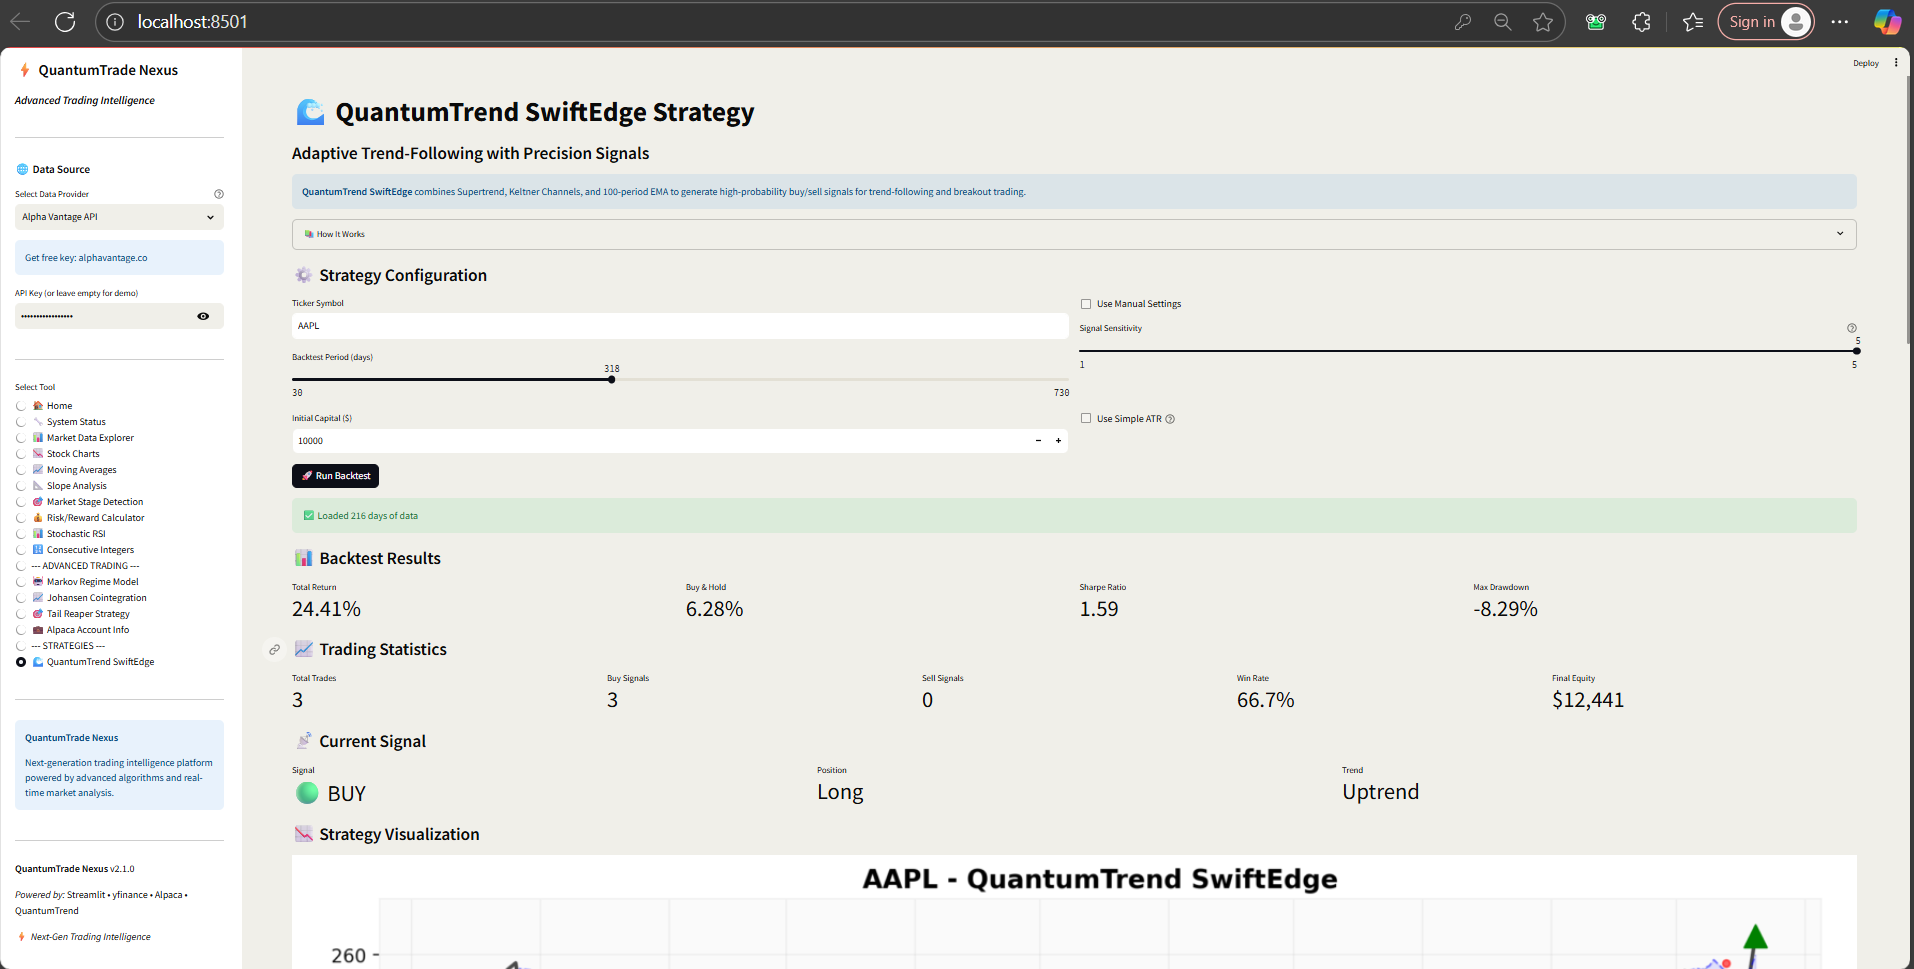 localhost:8501
Sign in
QuantumTrade Nexus
Advanced Trading Intelligence
Data Source
Select Data Provider
Alpha Vantage API
Get free key: alphavantage.co
API Key (or leave empty for demo)
•••••••••••••••••
Select Tool
Home
System Status
Market Data Explorer
Stock Charts
Moving Averages
Slope Analysis
Market Stage Detection
Risk/Reward Calculator
Stochastic RSI
Consecutive Integers
--- ADVANCED TRADING ---
Markov Regime Model
Johansen Cointegration
Tail Reaper Strategy
Alpaca Account Info
--- STRATEGIES ---
QuantumTrend SwiftEdge
QuantumTrade Nexus
Next-generation trading intelligence platform
powered by advanced algorithms and real-
time market analysis.
QuantumTrade Nexus v2.1.0
Powered by: Streamlit • yfinance • Alpaca •
QuantumTrend
Next-Gen Trading Intelligence
Deploy
QuantumTrend SwiftEdge Strategy
Adaptive Trend-Following with Precision Signals
QuantumTrend SwiftEdge combines Supertrend, Keltner Channels, and 100-period EMA to generate high-probability buy/sell signals for trend-following and breakout trading.
How It Works
Strategy Configuration
Ticker Symbol
AAPL
Backtest Period (days)
318
30 730
Initial Capital ($)
10000 - +
Use Manual Settings
Signal Sensitivity
5
1 5
Use Simple ATR
Run Backtest
Loaded 216 days of data
Backtest Results
Total Return Buy & Hold Sharpe Ratio Max Drawdown
24.41% 6.28% 1.59 -8.29%
Trading Statistics
Total Trades Buy Signals Sell Signals Win Rate Final Equity
3 3 0 66.7% $12,441
Current Signal
Signal Position Trend
BUY Long Uptrend
Strategy Visualization
AAPL - QuantumTrend SwiftEdge
260